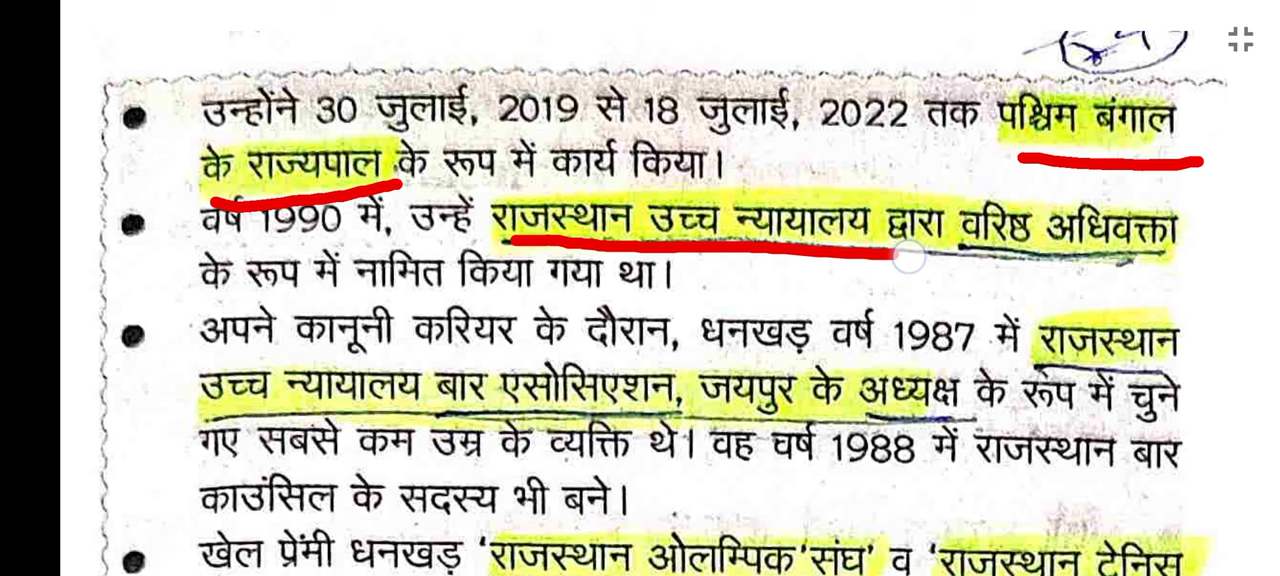 उन्होंने 30 जुलाई, 2019 से 18 जुलाई, 2022 तक पश्चिम बंगाल
के राज्यपाल के रूप में कार्य किया।
वर्ष 1990 में, उन्हें राजस्थान उच्च न्यायालय द्वारा वरिष्ठ अधिवक्ता
के रूप में नामित किया गया था।
अपने कानूनी करियर के दौरान, धनखड़ वर्ष 1987 में राजस्थान
उच्च न्यायालय बार एसोसिएशन, जयपुर के अध्यक्ष के रूप में चुने
गए सबसे कम उम्र के व्यक्ति थे। वह वर्ष 1988 में राजस्थान बार
काउंसिल के सदस्य भी बने।
खेल प्रेंमी धनखड़ 'राजस्थान ओलम्पिक'संघ' व 'राजस्थान टेनिस